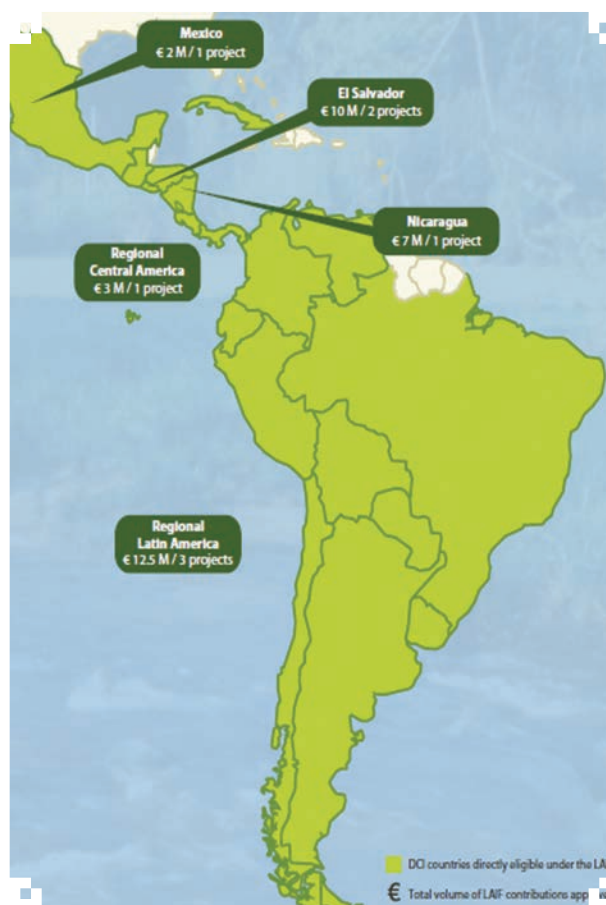 Mexico
€ 2 M / 1 project
El Salvador
€ 10 M / 2 projects
Nicaragua
€ 7 M / 1 project
Regional
Central America
€ 3 M / 1 project
Regional
Latin America
€ 12.5 M / 3 projects
DCI countries directly eligible under the LA
€ Total volume of LAIF contributions